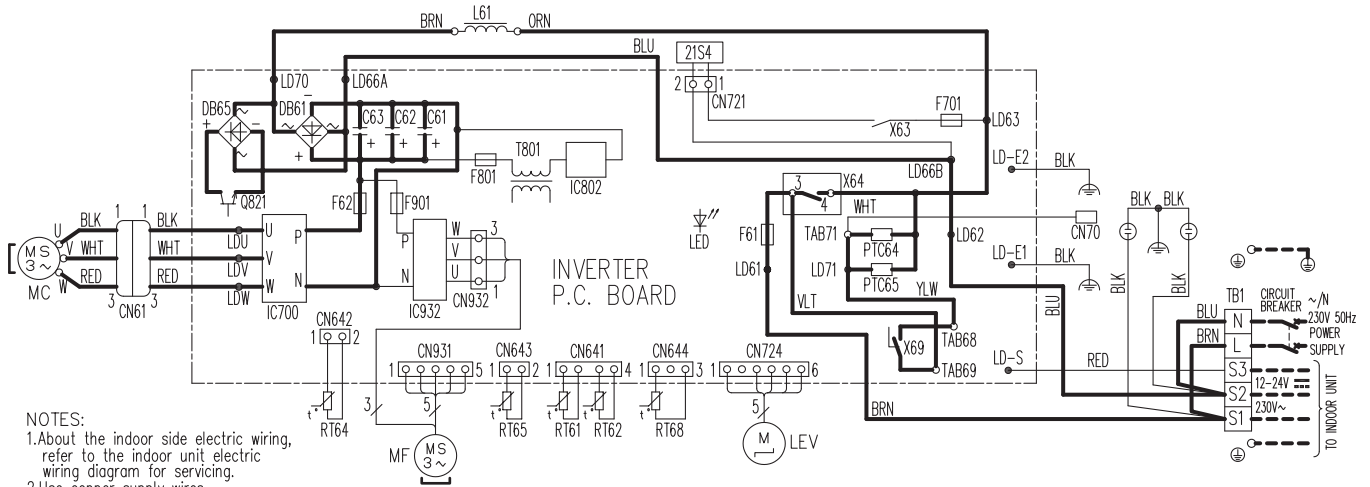 BRN L61 ORN
BLU
21S4
2 1
CN721
LD70 LD66A
DB65 DB61
C63 C62 C61
+ - ~ ~
- ~ ~ +
+ + +
F701
X63
LD63
T801
F801 IC802
LD66B
LD-E2 BLK
3 X64
4
WHT
Q821
F62 F901
LED
F61
TAB71 PTC64
LD62
CN70
BLK BLK
U BLK 1 1 BLK LDU U P
V WHT WHT LDV V
W RED 3 3 RED LDW W N
MS
3~
MC
CN61
IC700
P W 3
V
N U 1
IC932
CN932
INVERTER
P.C. BOARD
LD61 LD71 PTC65
LD-E1 BLK
VLT YLW
BLU
BLK BLK
X69
TAB68
TAB69
TB1 CIRCUIT
BREAKER
~/N
230V 50Hz
POWER
SUPPLY
BLU N
BRN L
LD-S RED S3
12-24V
S2
230V~
S1
TO INDOOR UNIT
BRN
CN642
1 2
CN931
1 5
CN643
1 2
CN641
1 4
CN644
1 3
CN724
1 6
t° t° t° t° t°
RT64
3 5
RT65 RT61 RT62 RT68
5
MF MS
3~
M LEV
NOTES:
1.About the indoor side electric wiring,
refer to the indoor unit electric
wiring diagram for servicing.
2.Use copper supply wires.